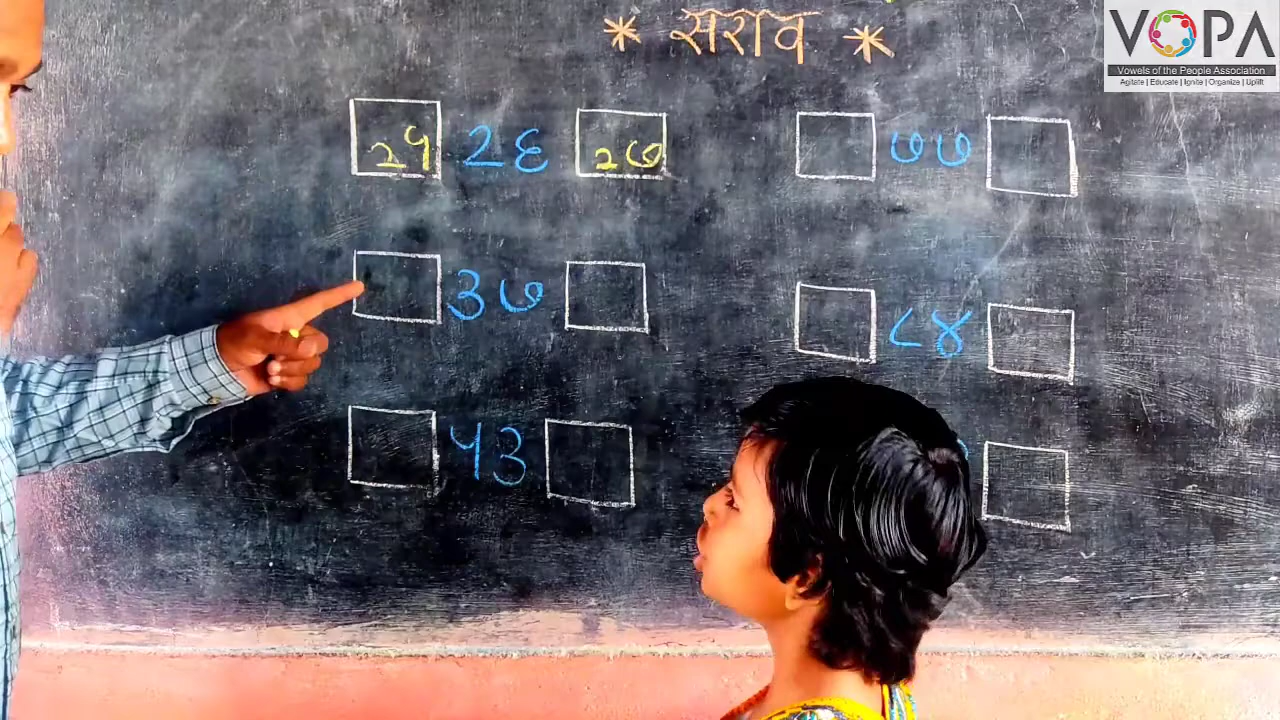 * सराव *
VOPA
Vowels of the People Association
Agitate | Educate | Ignite | Organize | Uplift
२५ २६ २७
७७
३७
८४
५३